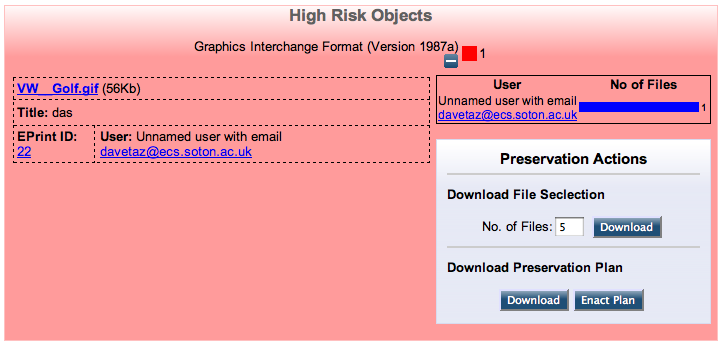 High Risk Objects
Graphics Interchange Format (Version 1987a) 1
VW__Golf.gif (56Kb)
Title: das
EPrint ID: 22
User: Unnamed user with email
davetaz@ecs.soton.ac.uk
User No of Files
Unnamed user with email
davetaz@ecs.soton.ac.uk 1
Preservation Actions
Download File Seclection
No. of Files: 5 Download
Download Preservation Plan
Download Enact Plan